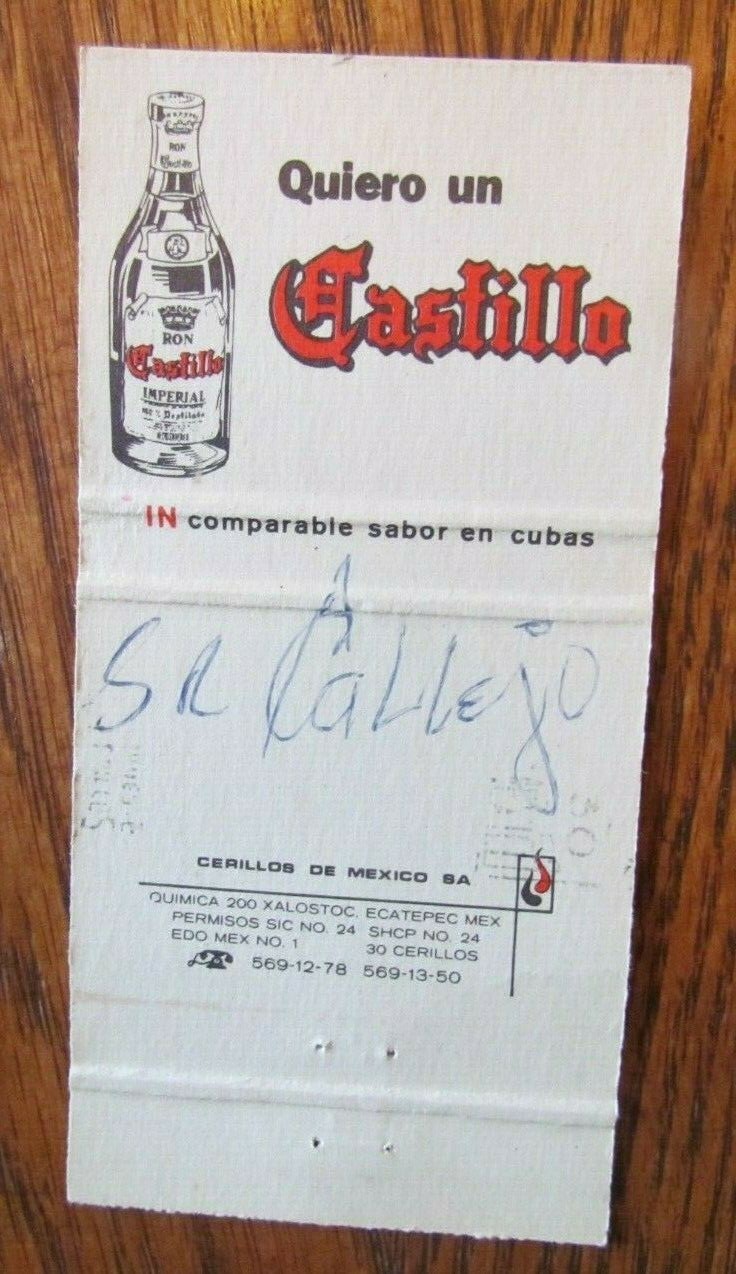 RON
Castillo
RON
Castillo
IMPERIAL
Quiero un
Castillo
IN comparable sabor en cubas
SR Callejo
CERILLOS DE MEXICO SA
QUIMICA 200 XALOSTOC, ECATEPEC MEX
PERMISOS SIC NO. 24 SHCP NO. 24
EDO MEX NO. 1 30 CERILLOS
569-12-78 569-13-50